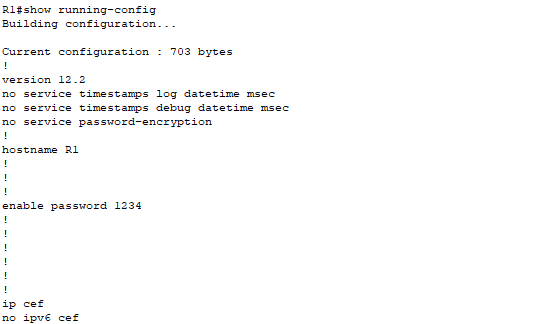 R1#show running-config
Building configuration...
Current configuration : 703 bytes
!
version 12.2
no service timestamps log datetime msec
no service timestamps debug datetime msec
no service password-encryption
!
hostname R1
!
!
!
enable password 1234
!
!
!
!
!
!
ip cef
no ipv6 cef